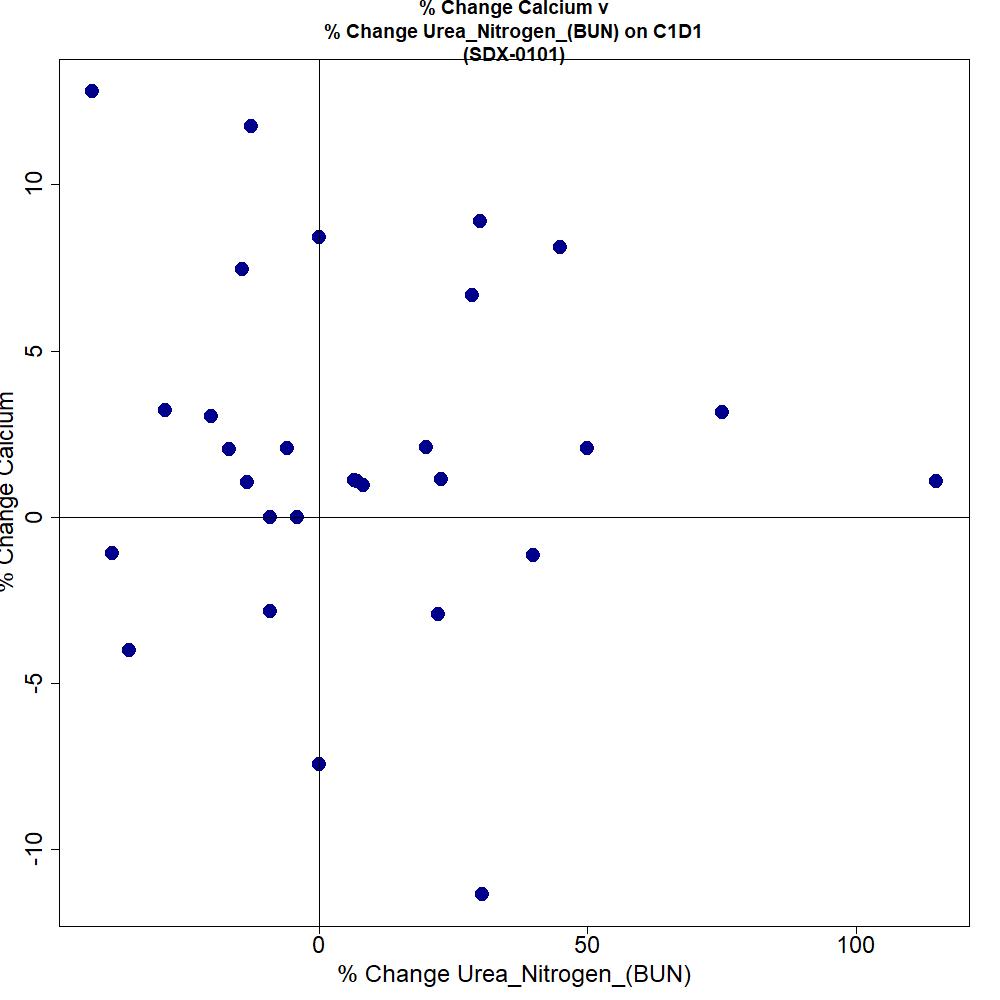 % Change Calcium v
% Change Urea_Nitrogen_(BUN) on C1D1
(SDX-0101)
10
5
0
-5
-10
% Change Calcium
0 50 100
% Change Urea_Nitrogen_(BUN)